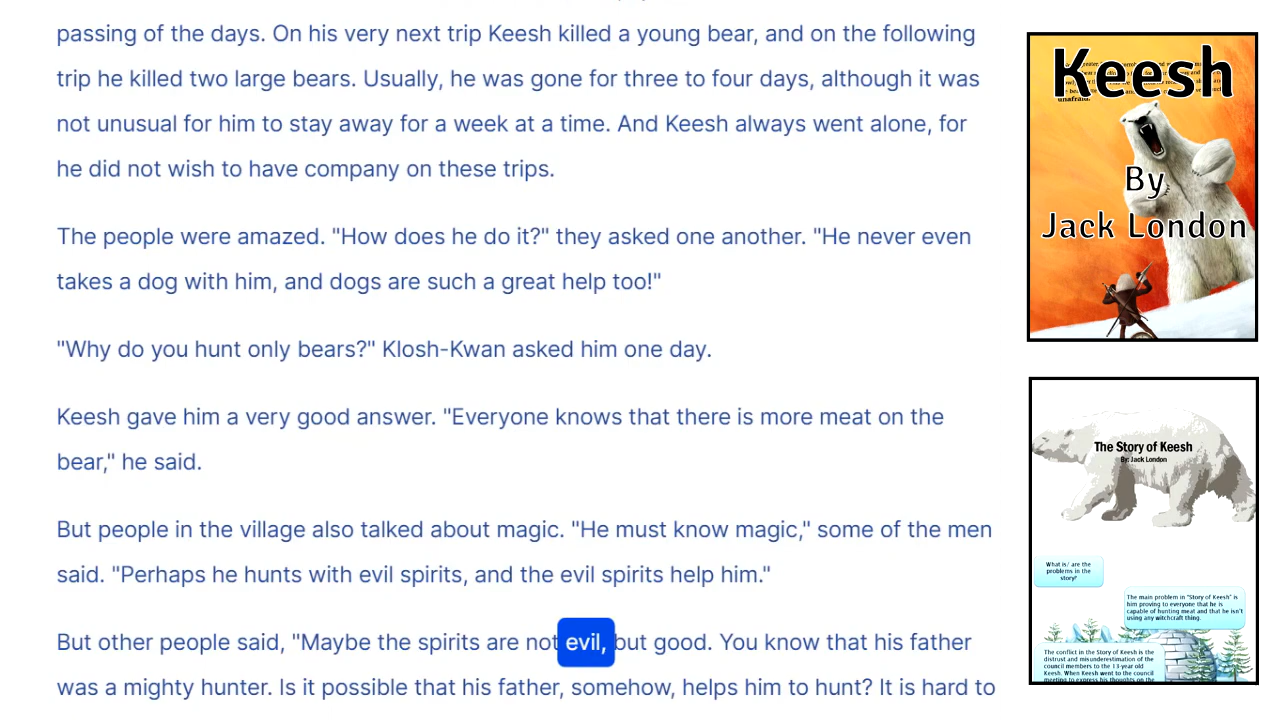 passing of the days. On his very next trip Keesh killed a young bear, and on the following
trip he killed two large bears. Usually, he was gone for three to four days, although it was
not unusual for him to stay away for a week at a time. And Keesh always went alone, for
he did not wish to have company on these trips.
The people were amazed. "How does he do it?" they asked one another. "He never even
takes a dog with him, and dogs are such a great help too!"
"Why do you hunt only bears?" Klosh-Kwan asked him one day.
Keesh gave him a very good answer. "Everyone knows that there is more meat on the
bear," he said.
But people in the village also talked about magic. "He must know magic," some of the men
said. "Perhaps he hunts with evil spirits, and the evil spirits help him."
But other people said, "Maybe the spirits are not evil, but good. You know that his father
was a mighty hunter. Is it possible that his father, somehow, helps him to hunt? It is hard to
Keesh
unafraid.
By
Jack London
The Story of Keesh
By: Jack London
What is/ are the
problems in the
story?
The main problem in "Story of Keesh" is
him proving to everyone that he is
capable of hunting meat and that he isn't
using any witchcraft thing.
The conflict in the Story of Keesh is the
distrust and misunderestimation of the
council members to the 13-year old
Keesh. When Keesh went to the council
meeting to express his thoughts on the